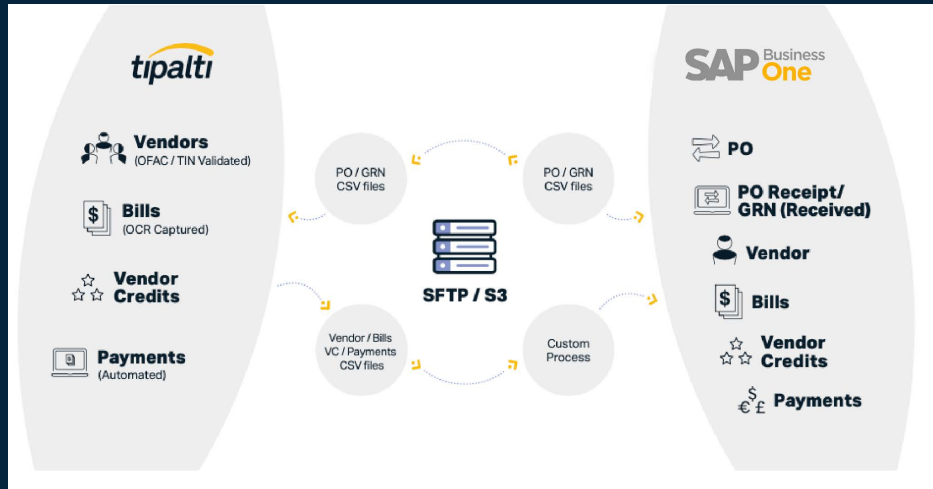 tipalti
Vendors
(OFAC / TIN Validated)
$
Bills
(OCR Captured)
Vendor
Credits
Payments
(Automated)
PO / GRN
CSV files
PO / GRN
CSV files
SFTP / S3
Vendor / Bills
VC / Payments
CSV files
Custom
Process
SAP Business
One
PO
PO Receipt/
GRN (Received)
Vendor
$
Bills
Vendor
Credits
$
€ £
Payments